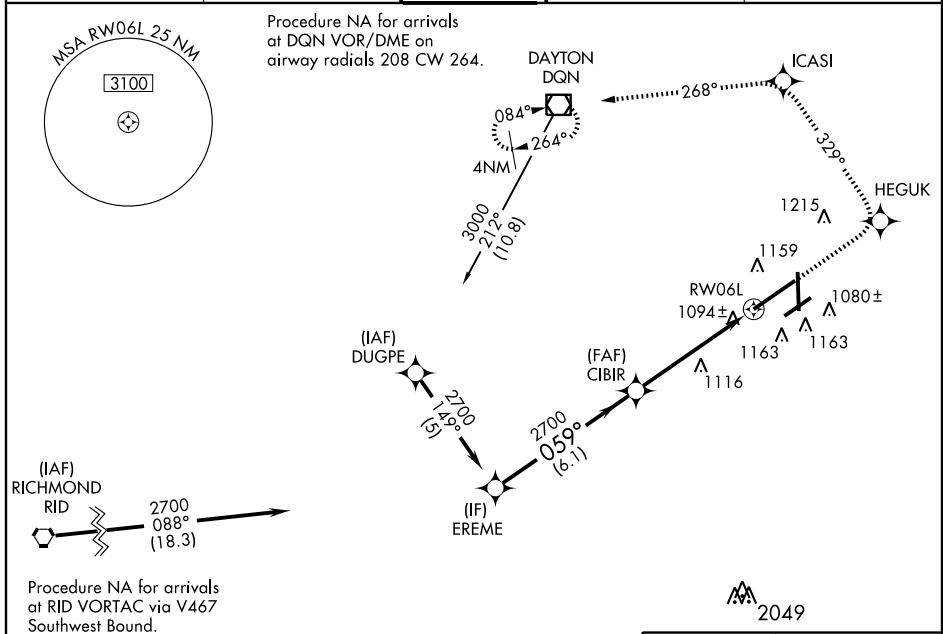 MSA RW06L 25 NM
3100
Procedure NA for arrivals
at DQN VOR/DME on
airway radials 208 CW 264.
DAYTON
DQN
084°
264°
4NM
3000
212°
(10.8)
268°
ICASI
329°
HEGUK
1215
1159
RW06L
1094±
1080±
1163
1163
1116
(IAF)
DUGPE
2700
149°
(5)
(FAF)
CIBIR
2700
059°
(6.1)
(IF)
EREME
(IAF)
RICHMOND
RID
2700
088°
(18.3)
Procedure NA for arrivals
at RID VORTAC via V467
Southwest Bound.
2049